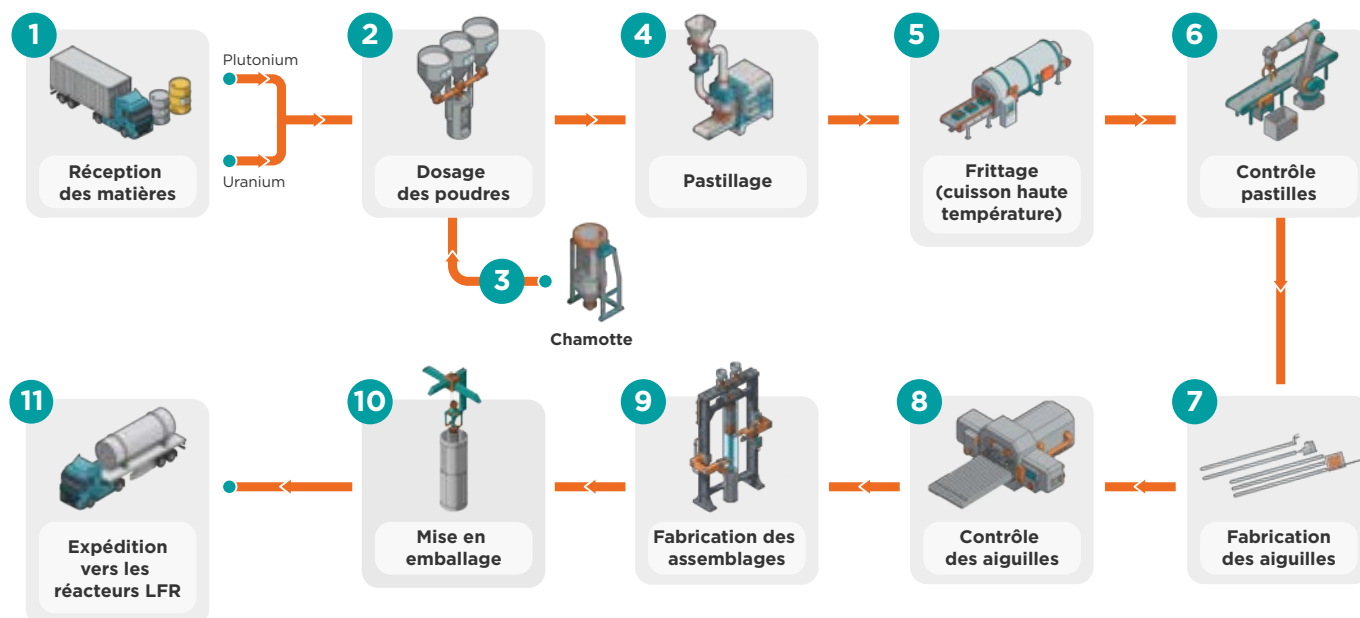 1
Réception
des matières
Plutonium
Uranium
2
Dosage
des poudres
3
Chamotte
4
Pastillage
5
Frittage
(cuisson haute
température)
6
Contrôle
pastilles
7
Fabrication
des aiguilles
8
Contrôle
des aiguilles
9
Fabrication des
assemblages
10
Mise en
emballage
11
Expédition
vers les
réacteurs LFR